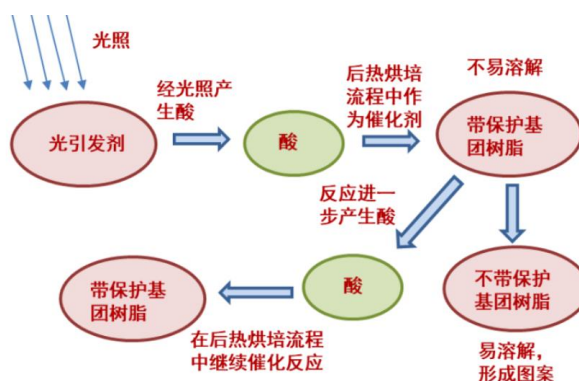 光照
经光照产
生酸
后热烘培
流程中作
为催化剂
不易溶解
光引发剂
酸
带保护基
团树脂
反应进一
步产生酸
带保护基
团树脂
酸
不带保护
基团树脂
在后热烘培流程
中继续催化反应
易溶解，
形成图案